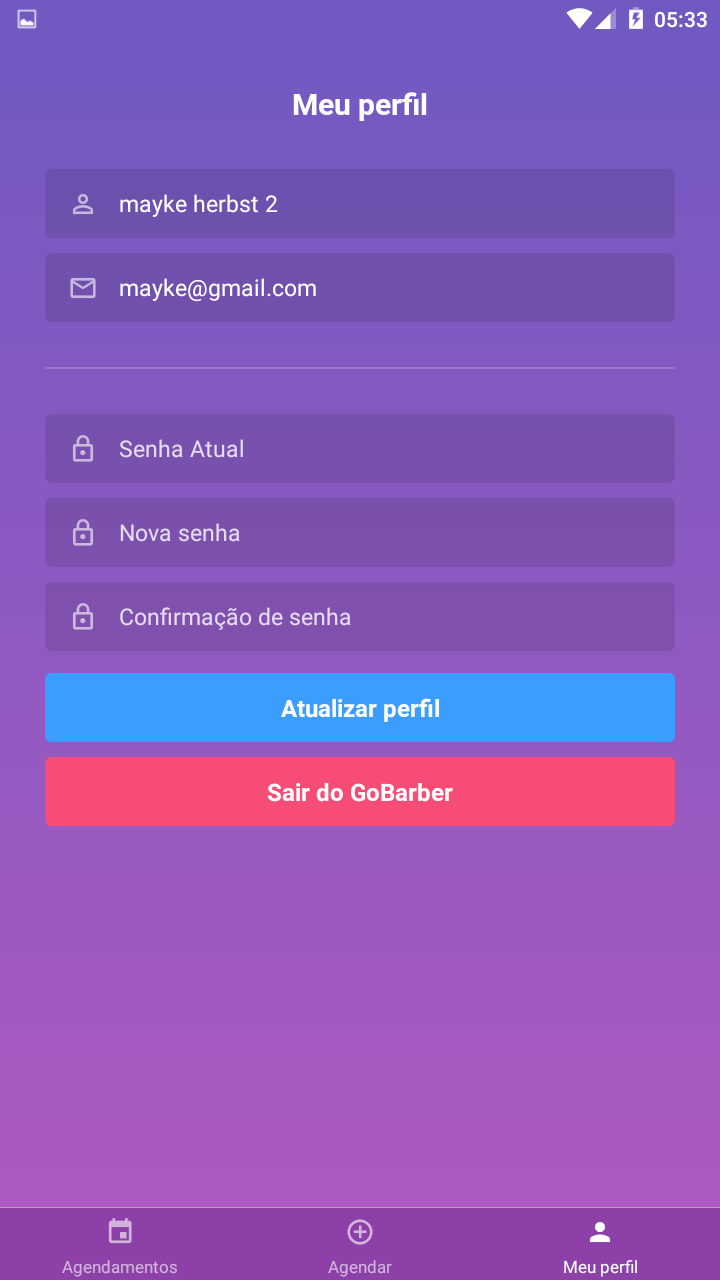 05:33
Meu perfil
mayke herbst 2
mayke@gmail.com
Senha Atual
Nova senha
Confirmação de senha
Atualizar perfil
Sair do GoBarber
Agendamentos
Agendar
Meu perfil